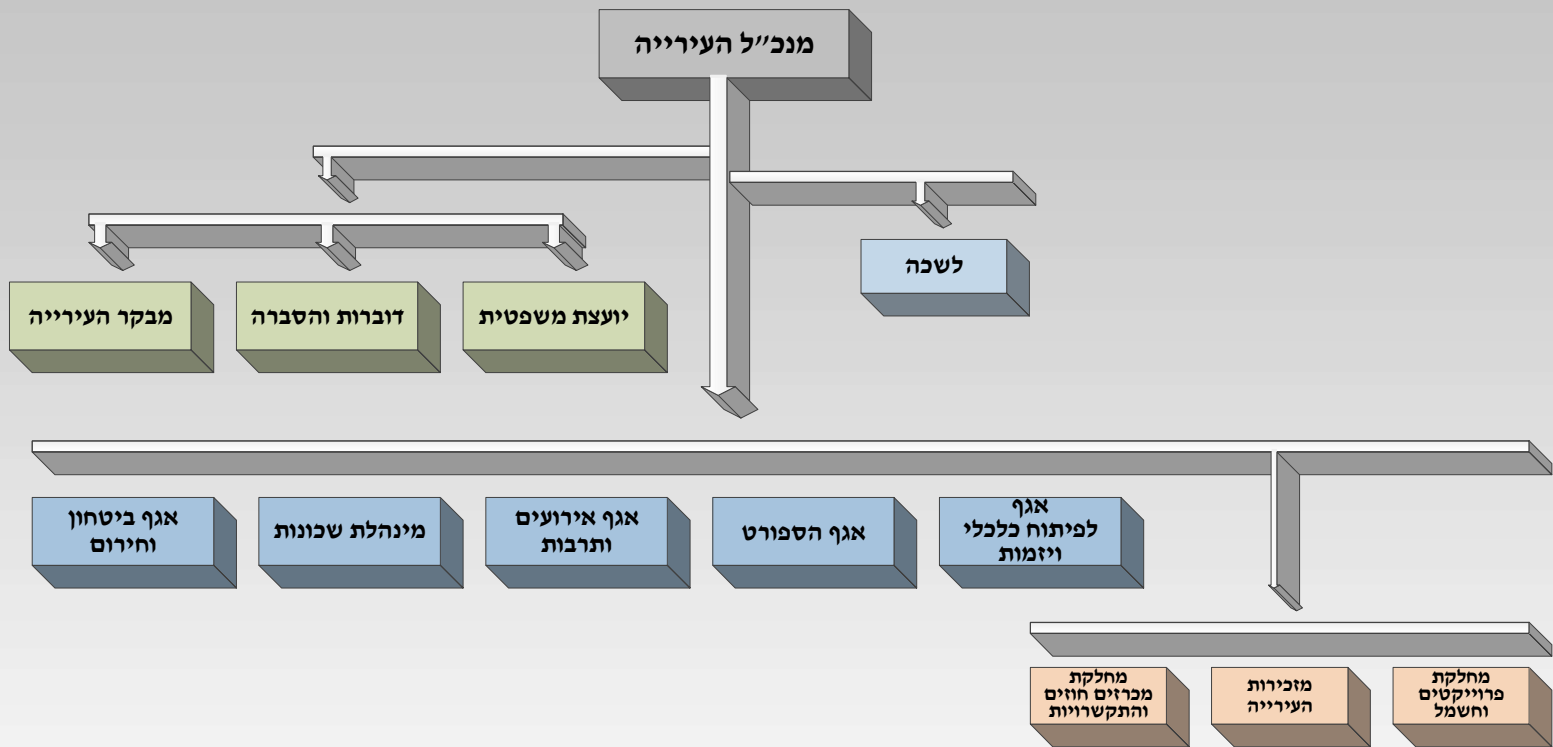 מנכ״ל העירייה
לשכה
יועצת משפטית
דוברות והסברה
מבקר העירייה
אגף
לפיתוח כלכלי
ויזמות
אגף הספורט
אגף אירועים
ותרבות
מינהלת שכונות
אגף ביטחון
וחירום
מחלקת
פרוייקטים
וחשמל
מזכירות
העירייה
מחלקת
מכרזים חוזים
והתקשרויות